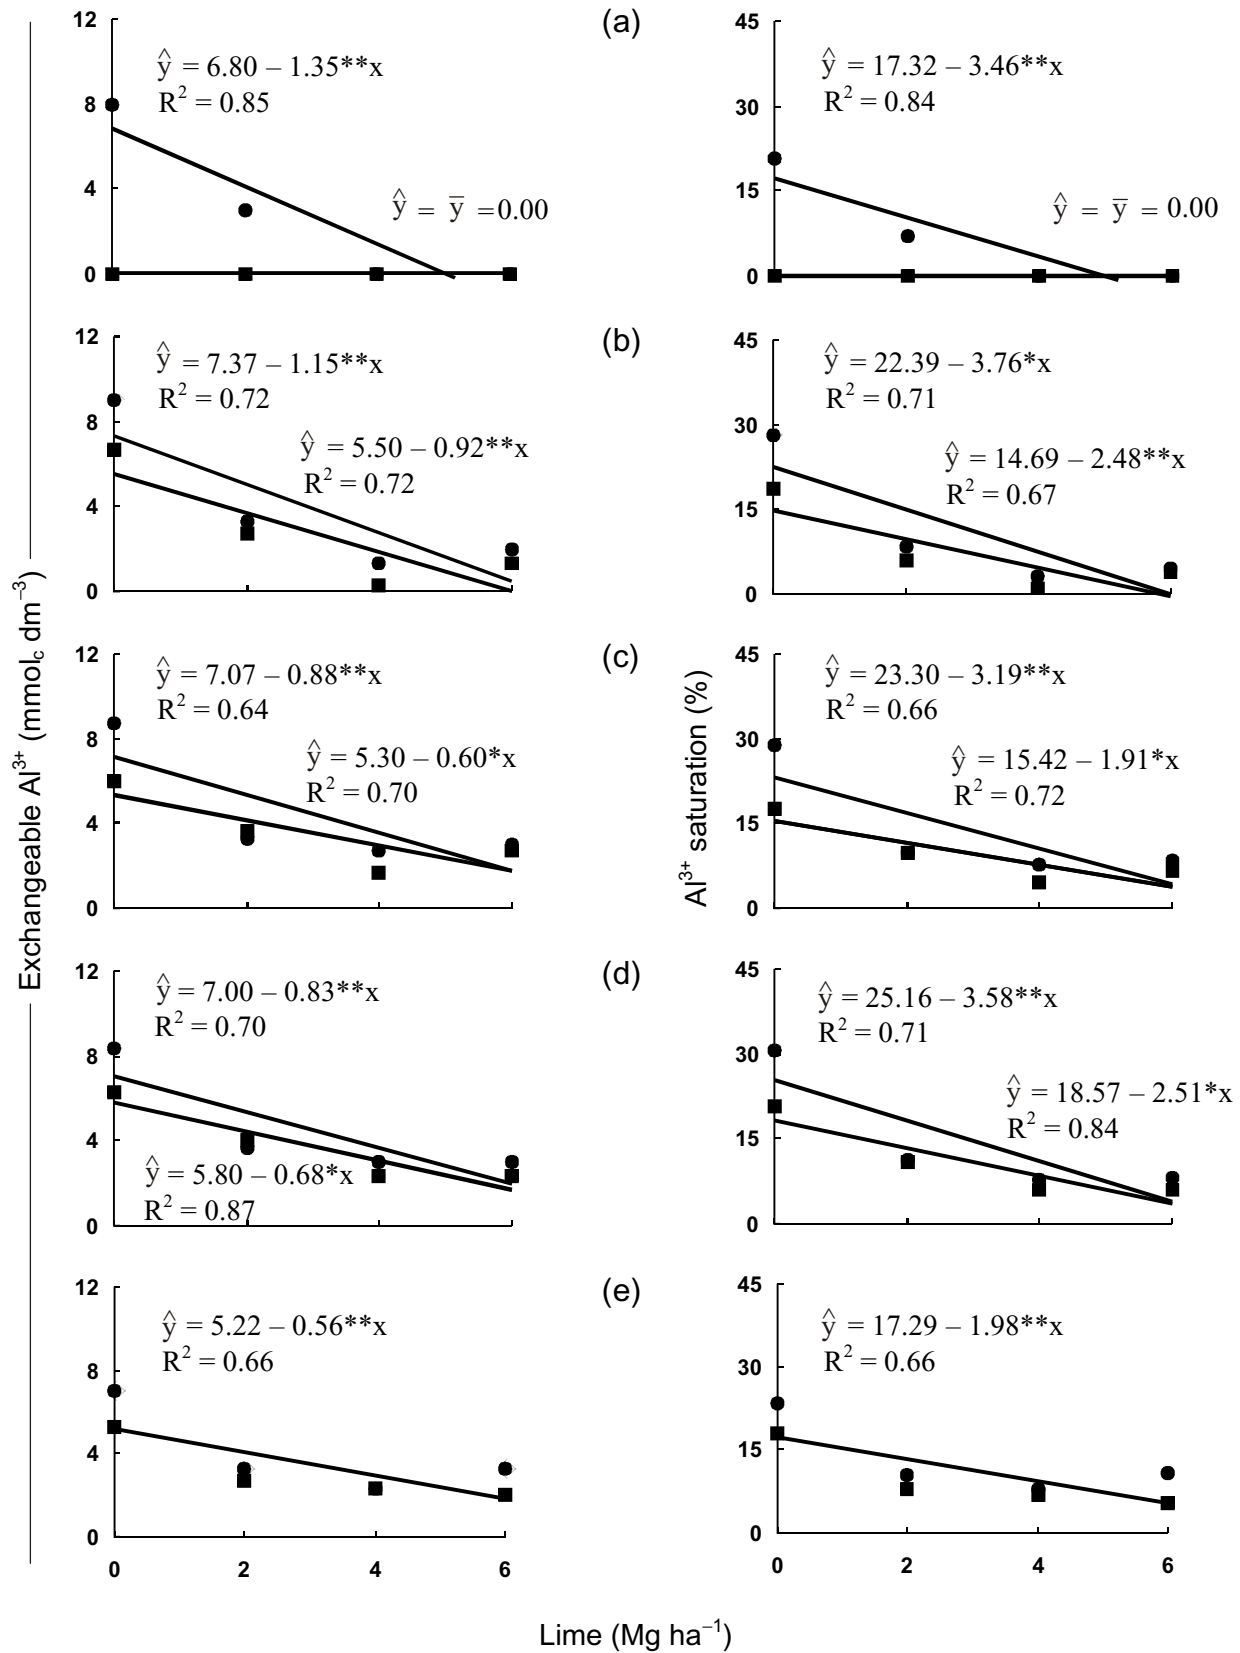 (a)
12
8
4
0
ŷ = 6.80 – 1.35**x
R² = 0.85
ŷ = ȳ =0.00
45
30
15
0
ŷ = 17.32 – 3.46**x
R² = 0.84
ŷ = ȳ = 0.00
(b)
12
8
4
0
ŷ = 7.37 – 1.15**x
R² = 0.72
ŷ = 5.50 – 0.92**x
R² = 0.72
45
30
15
0
ŷ = 22.39 – 3.76*x
R² = 0.71
ŷ = 14.69 – 2.48**x
R² = 0.67
(c)
12
8
4
0
ŷ = 7.07 – 0.88**x
R² = 0.64
ŷ = 5.30 – 0.60*x
R² = 0.70
45
30
15
0
ŷ = 23.30 – 3.19**x
R² = 0.66
ŷ = 15.42 – 1.91*x
R² = 0.72
(d)
12
8
4
0
ŷ = 7.00 – 0.83**x
R² = 0.70
ŷ = 5.80 – 0.68*x
R² = 0.87
45
30
15
0
ŷ = 25.16 – 3.58**x
R² = 0.71
ŷ = 18.57 – 2.51*x
R² = 0.84
(e)
12
8
4
0
ŷ = 5.22 – 0.56**x
R² = 0.66
0 2 4 6
45
30
15
0
ŷ = 17.29 – 1.98**x
R² = 0.66
0 2 4 6
Exchangeable Al³⁺ (mmol꜀ dm⁻³)
Al³⁺ saturation (%)
Lime (Mg ha⁻¹)